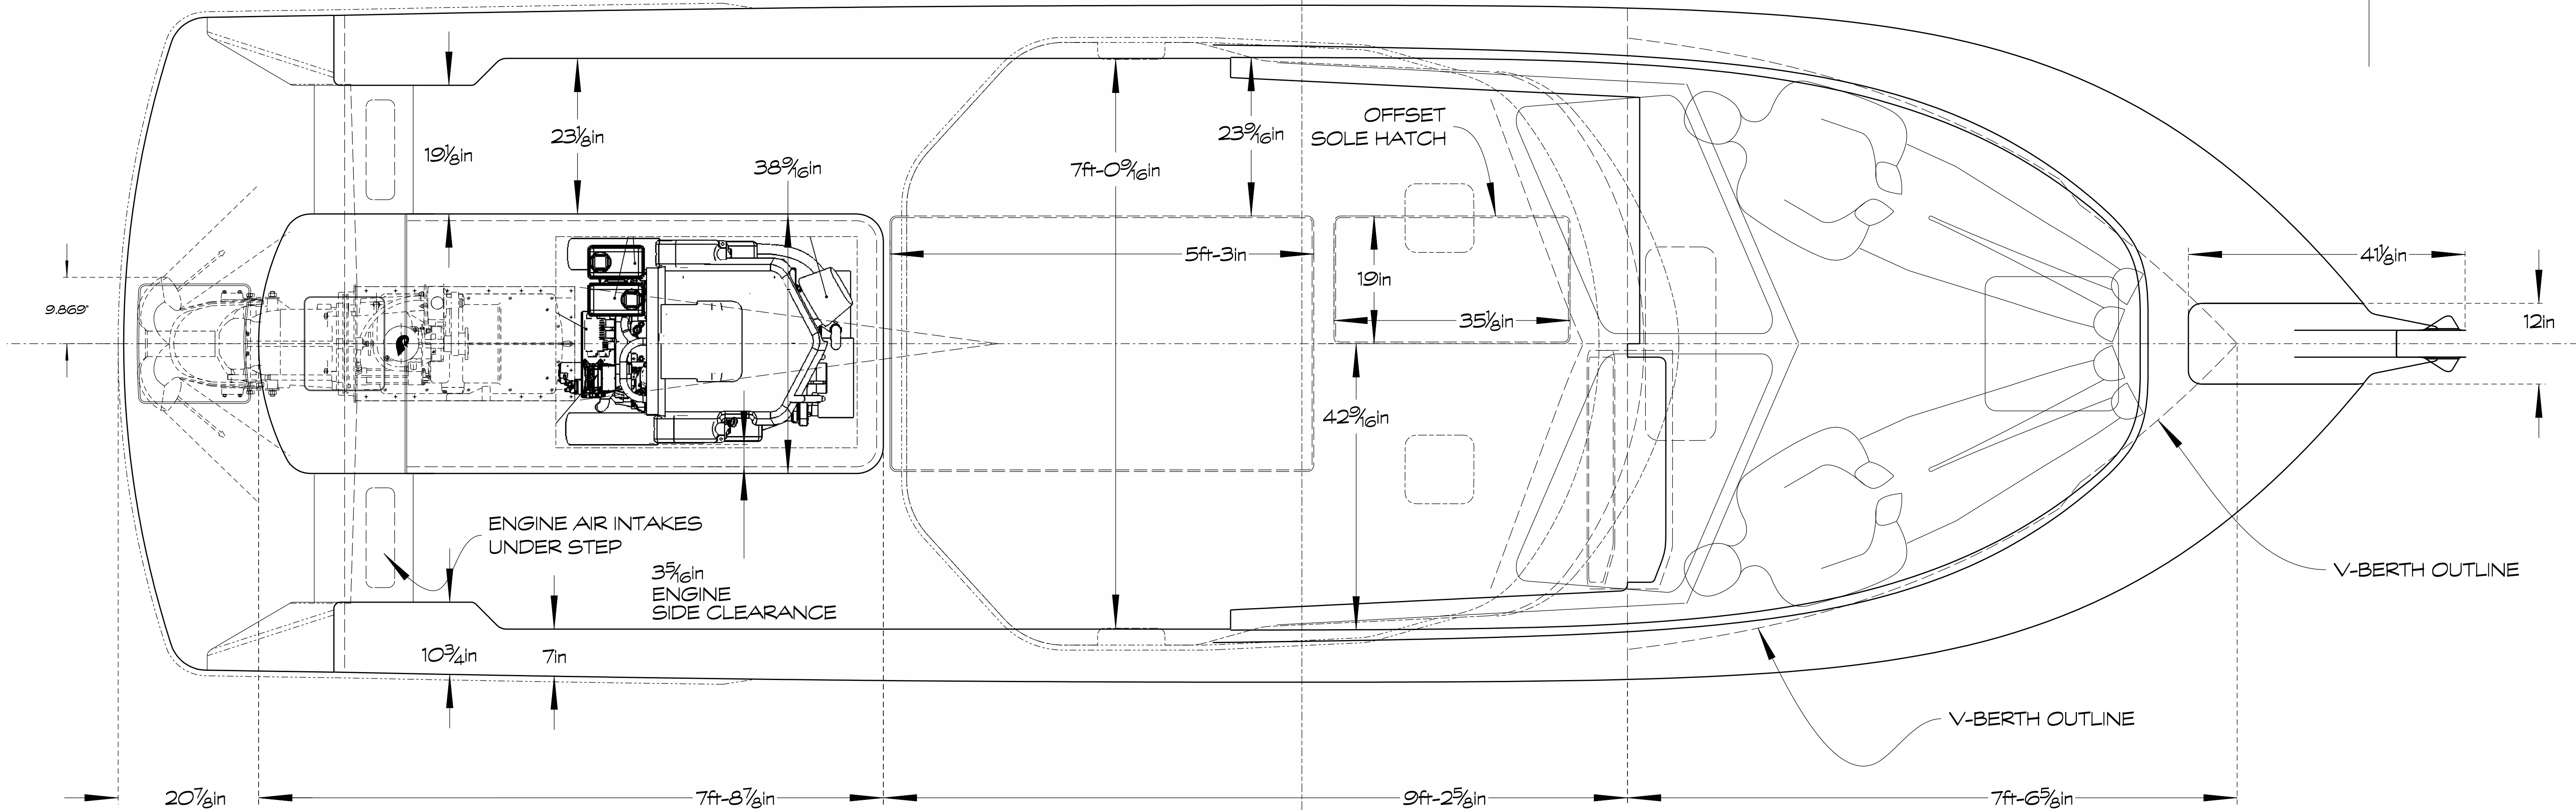 OFFSET
SOLE HATCH
19⅛in
23⅛in
38⁹⁄₁₆in
7ft-0⁹⁄₁₆in
23⁹⁄₁₆in
5ft-3in
19in
35⅛in
41⅛in
12in
9.869"
42⁹⁄₁₆in
ENGINE AIR INTAKES
UNDER STEP
3⁵⁄₁₆in
ENGINE
SIDE CLEARANCE
V-BERTH OUTLINE
10¾in
7in
V-BERTH OUTLINE
20⅞in
7ft-8⅞in
9ft-2⅝in
7ft-6⅝in